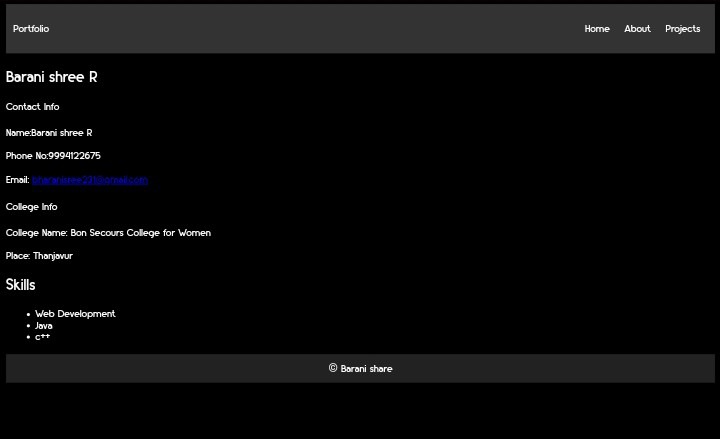 Portfolio Home About Projects
Barani shree R
Contact Info
Name:Barani shree R
Phone No:9994122675
Email:
College Info
College Name: Bon Secours College for Women
Place: Thanjavur
Skills
• Web Development
• Java
• c++
© Barani share